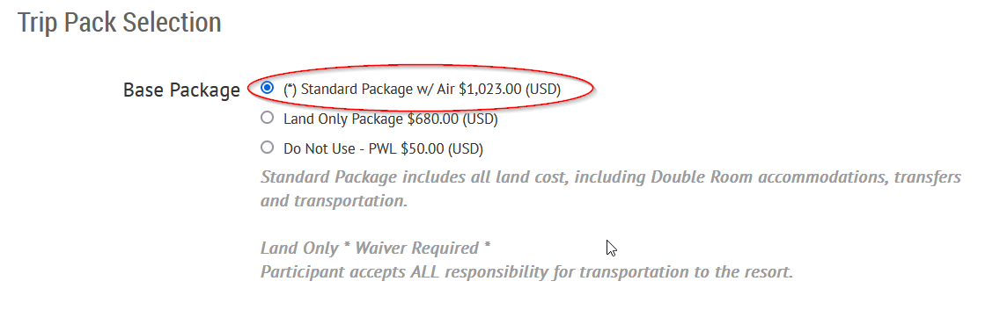 Trip Pack Selection
Base Package
(*) Standard Package w/ Air $1,023.00 (USD)
Land Only Package $680.00 (USD)
Do Not Use - PWL $50.00 (USD)
Standard Package includes all land cost, including Double Room accommodations, transfers
and transportation.
Land Only * Waiver Required *
Participant accepts ALL responsibility for transportation to the resort.